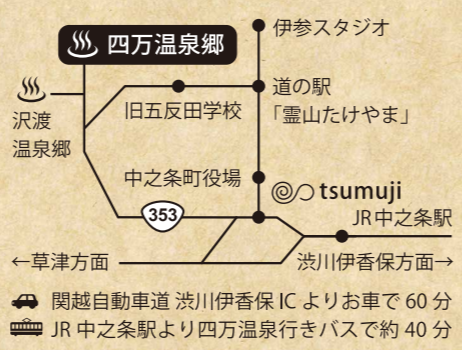 伊参スタジオ
四万温泉郷
道の駅
「霊山たけやま」
旧五反田学校
沢渡
温泉郷
中之条町役場
tsumuji
353
JR中之条駅
←草津方面
渋川伊香保方面→
関越自動車道 渋川伊香保 IC よりお車で 60 分
JR 中之条駅より四万温泉行きバスで約 40 分